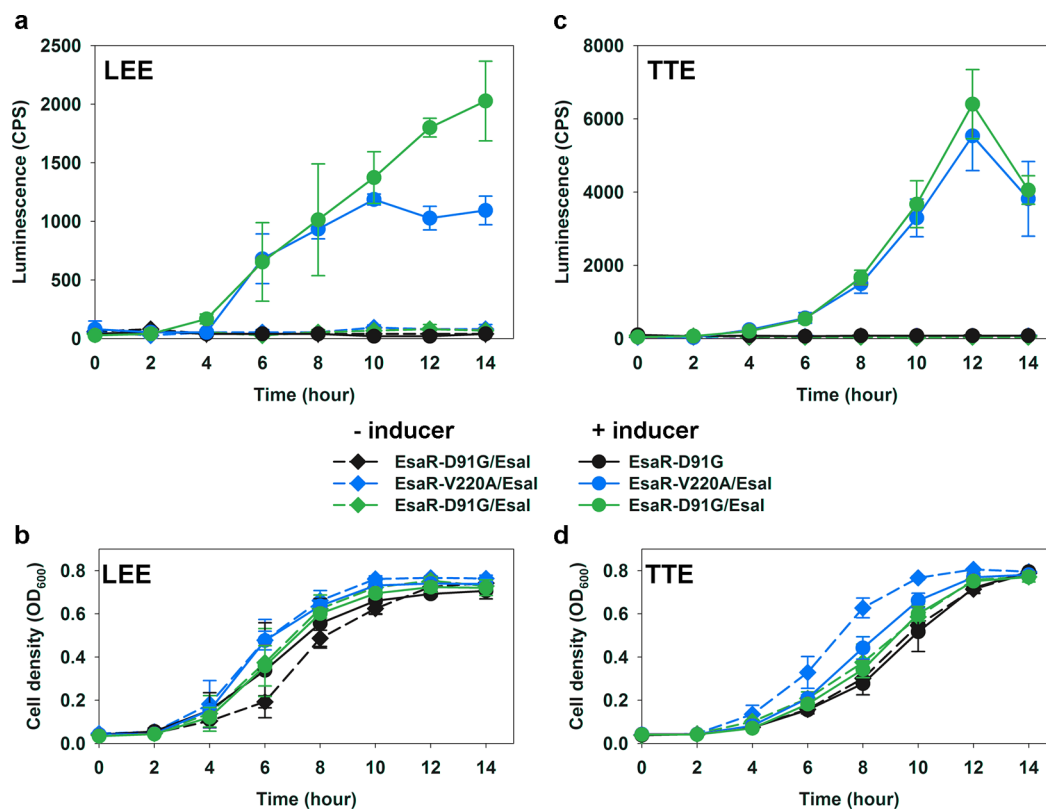 a
LEE
2500
2000
1500
1000
500
0
Luminescence (CPS)
0 2 4 6 8 10 12 14
Time (hour)
c
TTE
8000
6000
4000
2000
0
Luminescence (CPS)
0 2 4 6 8 10 12 14
Time (hour)
- inducer
EsaR-D91G/EsaI
EsaR-V220A/EsaI
EsaR-D91G/EsaI
+ inducer
EsaR-D91G
EsaR-V220A/EsaI
EsaR-D91G/EsaI
b
LEE
0.8
0.6
0.4
0.2
0.0
Cell density (OD600)
0 2 4 6 8 10 12 14
Time (hour)
d
TTE
0.8
0.6
0.4
0.2
0.0
Cell density (OD600)
0 2 4 6 8 10 12 14
Time (hour)